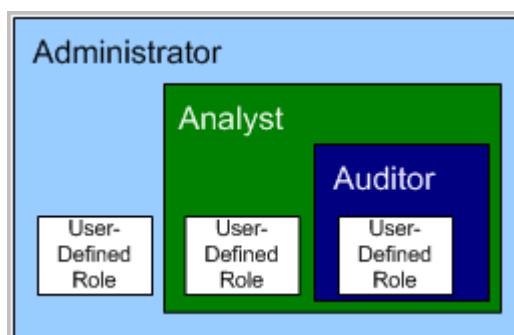 Administrator
Analyst
Auditor
User-
Defined
Role
User-
Defined
Role
User-
Defined
Role